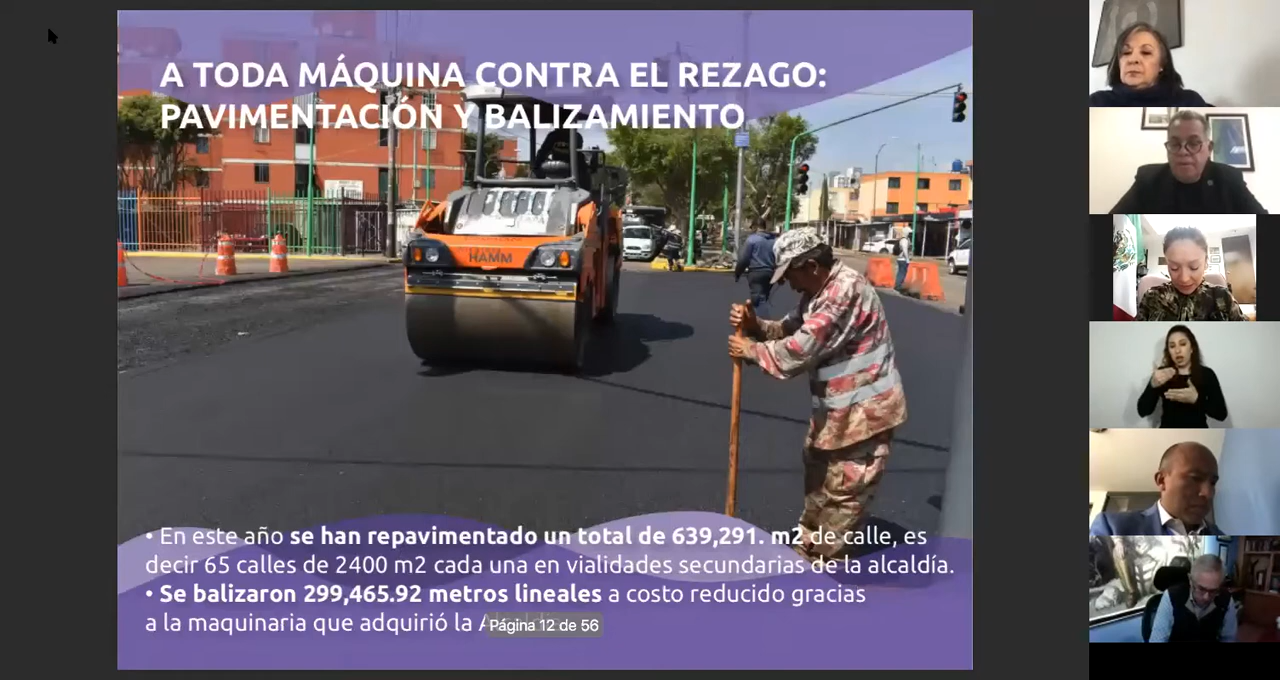 A TODA MÁQUINA CONTRA EL REZAGO:
PAVIMENTACIÓN Y BALIZAMIENTO
HAMM
• En este año se han repavimentado un total de 639,291. m2 de calle, es
decir 65 calles de 2400 m2 cada una en vialidades secundarias de la alcaldía.
• Se balizaron 299,465.92 metros lineales a costo reducido gracias
a la maquinaria que adquirió la
Página 12 de 56